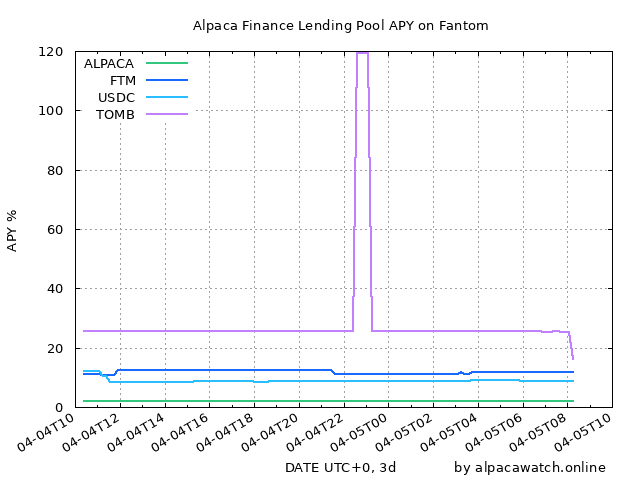 Alpaca Finance Lending Pool APY on Fantom
120
100
80
60
40
20
0
APY %
ALPACA
FTM
USDC
TOMB
04-04T10
04-04T12
04-04T14
04-04T16
04-04T18
04-04T20
04-04T22
04-05T00
04-05T02
04-05T04
04-05T06
04-05T08
04-05T10
DATE UTC+0, 3d
by alpacawatch.online